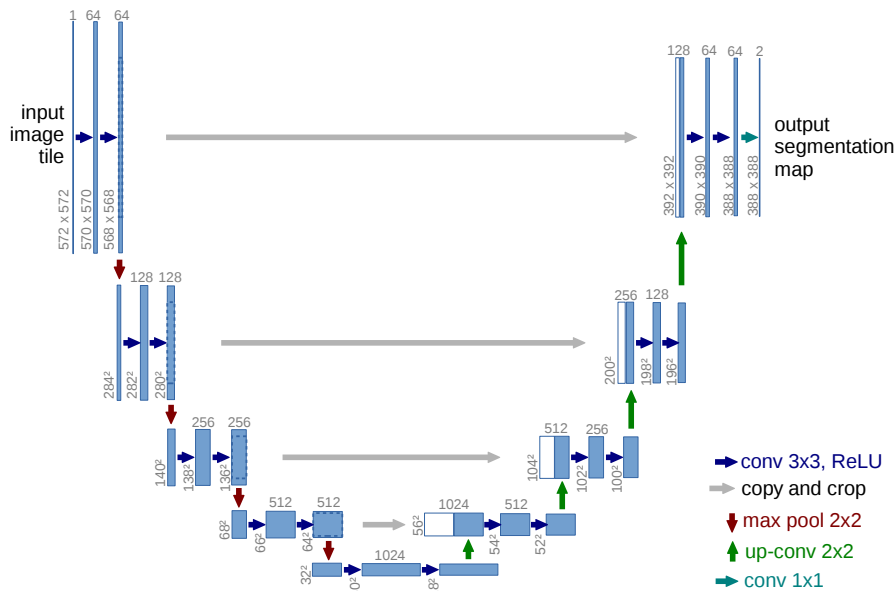 1 64 64
input
image
tile
572 x 572
570 x 570
568 x 568
128 64 64 2
output
segmentation
map
392 x 392
390 x 390
388 x 388
388 x 388
128 128
284²
282²
280²
256 128
200²
198²
196²
256 256
140²
138²
136²
512 256
104²
102²
100²
512 512
68²
66²
64²
1024 512
56²
54²
52²
1024
32²
0²
8²
conv 3x3, ReLU
copy and crop
max pool 2x2
up-conv 2x2
conv 1x1